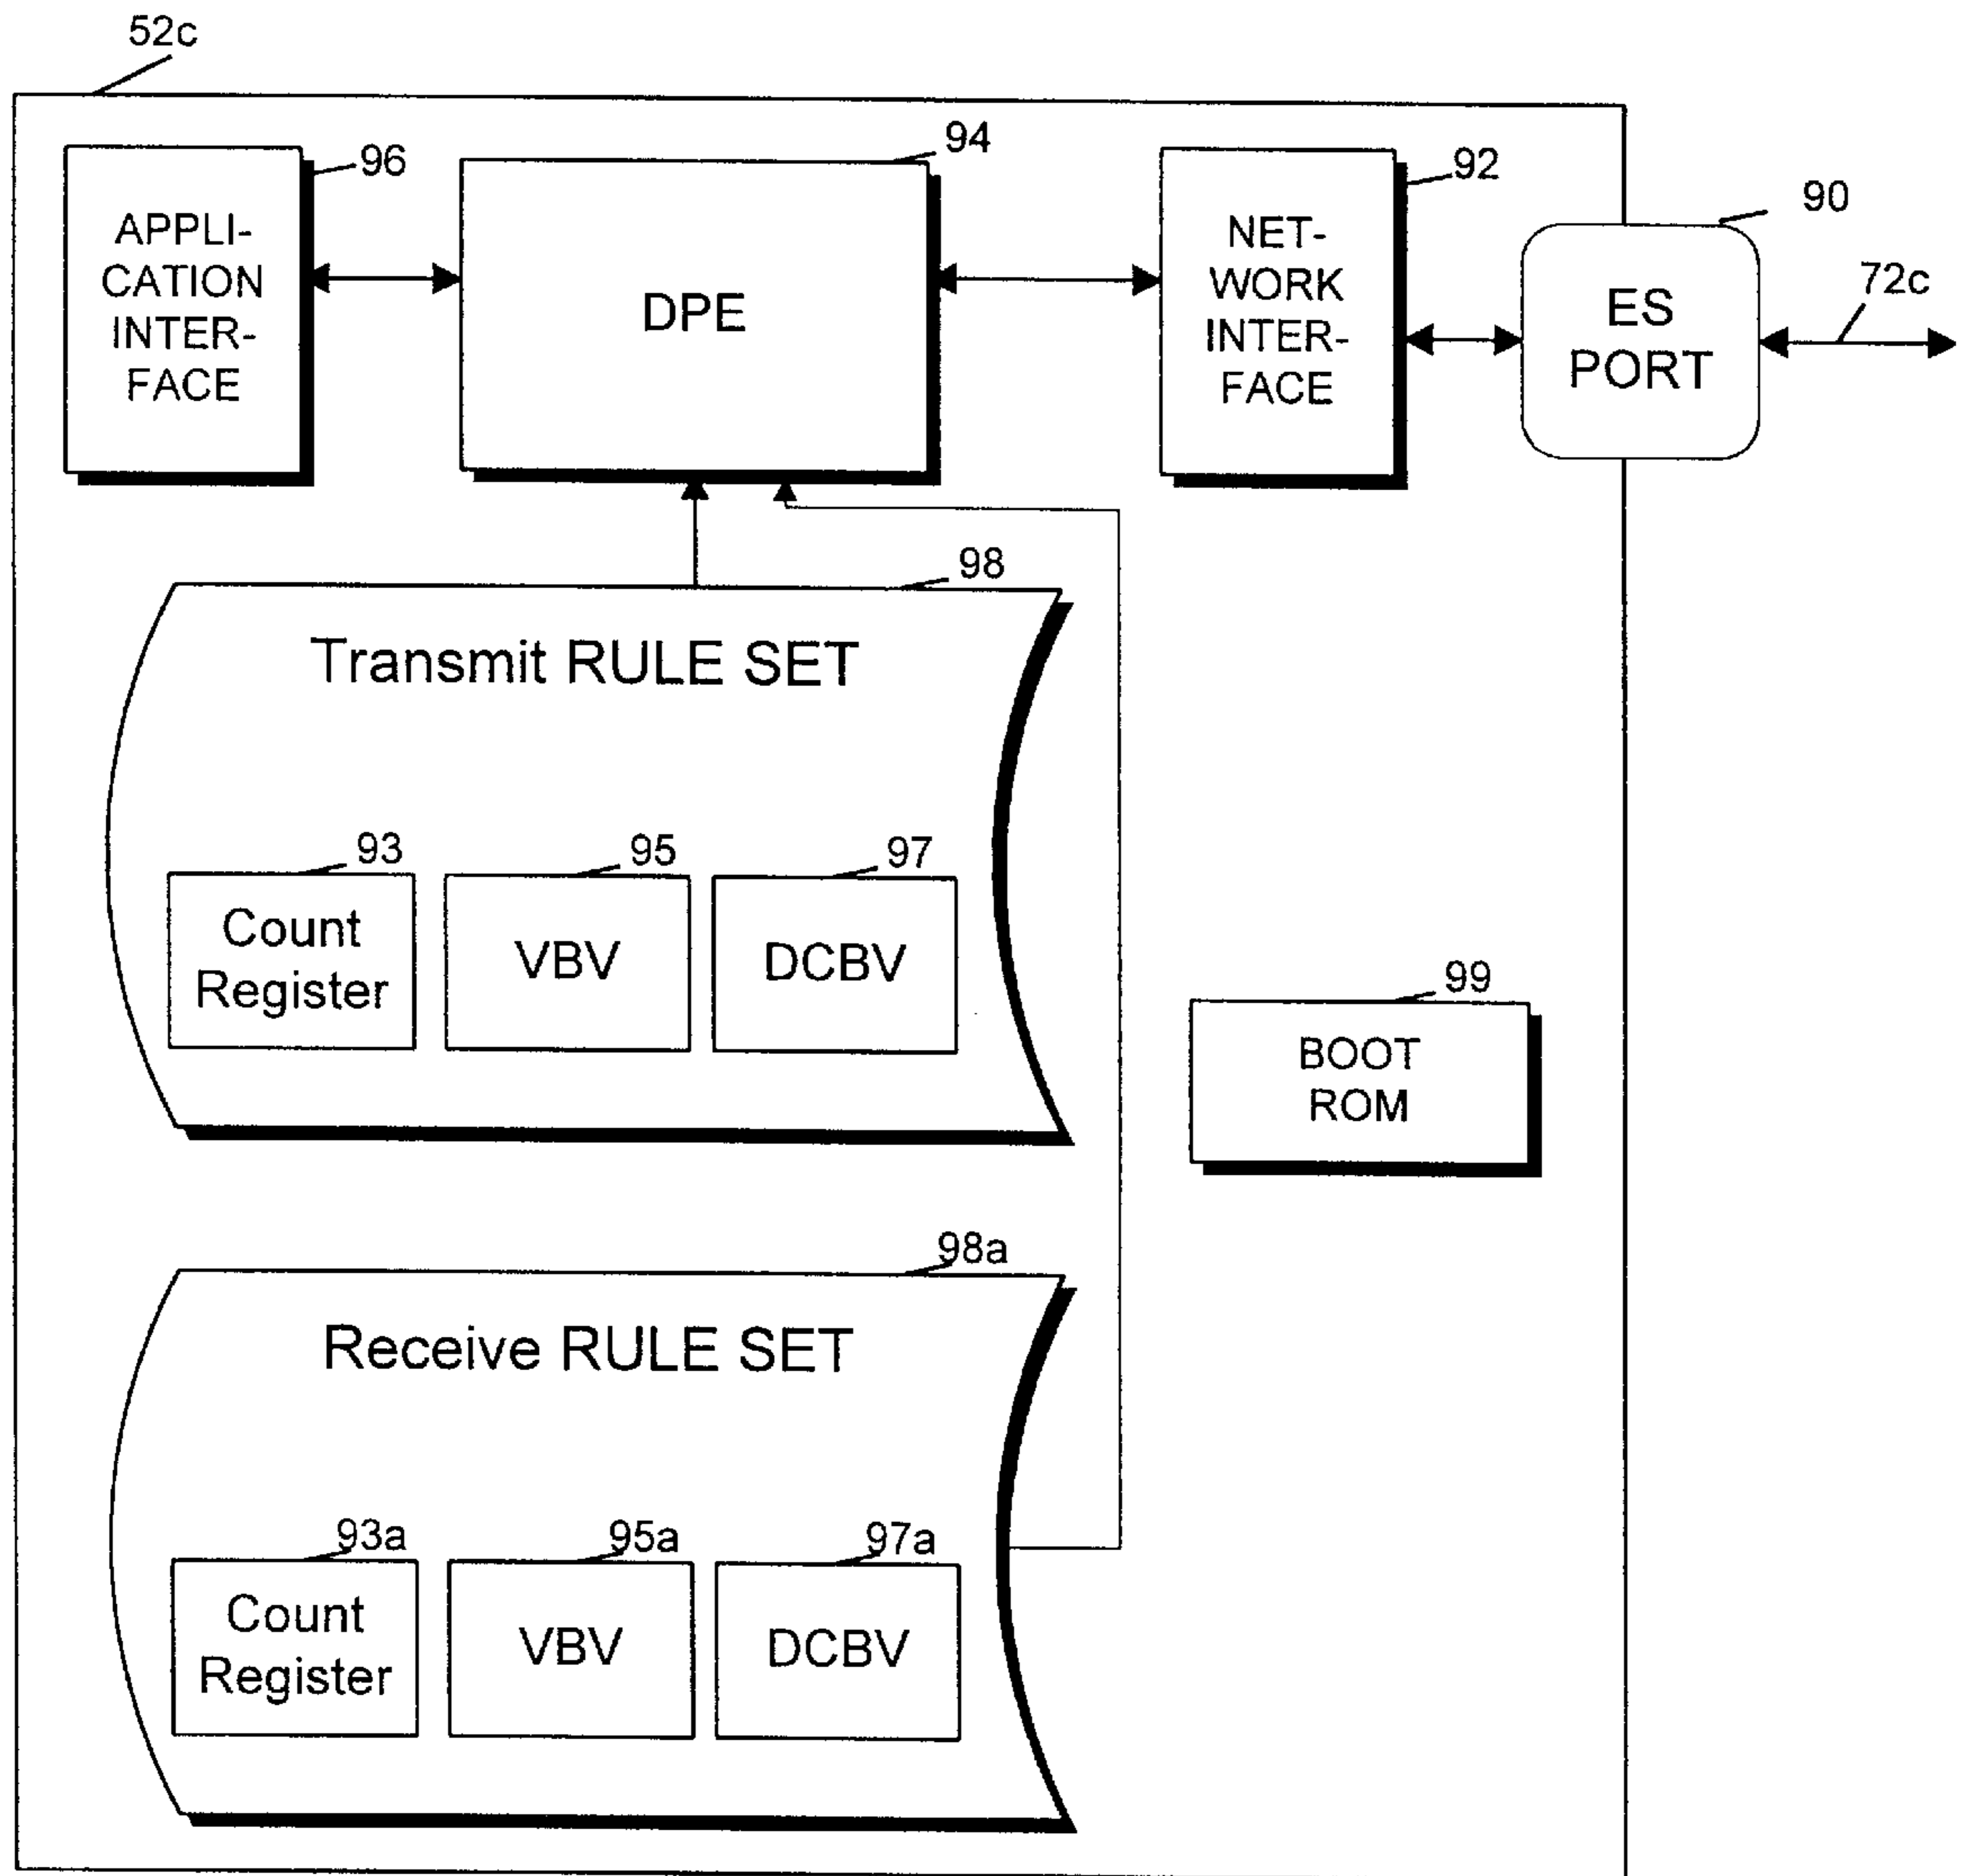 52c
96
94
92
90
APPLI-
CATION
INTER-
FACE
DPE
NET-
WORK
INTER-
FACE
ES
PORT
72c
98
Transmit RULE SET
93
95
97
Count
Register
VBV
DCBV
99
BOOT
ROM
98a
Receive RULE SET
93a
95a
97a
Count
Register
VBV
DCBV